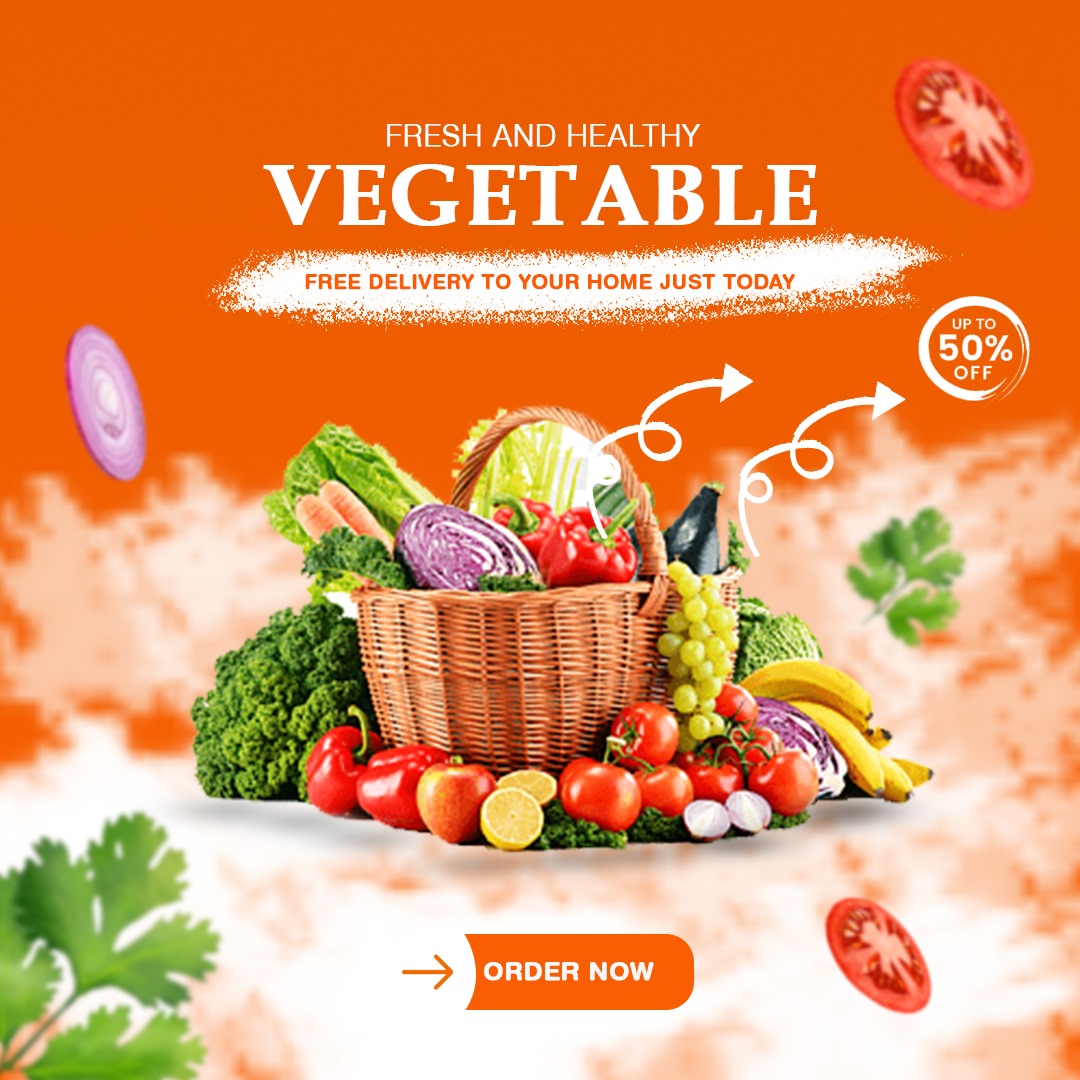 FRESH AND HEALTHY
VEGETABLE
FREE DELIVERY TO YOUR HOME JUST TODAY
UP TO
50%
OFF
ORDER NOW